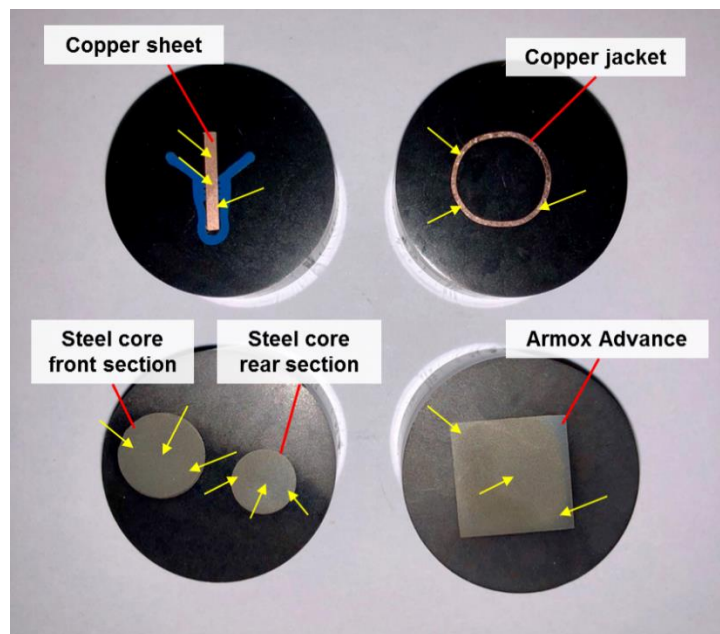 Copper sheet
Copper jacket
Steel core
front section
Steel core
rear section
Armox Advance